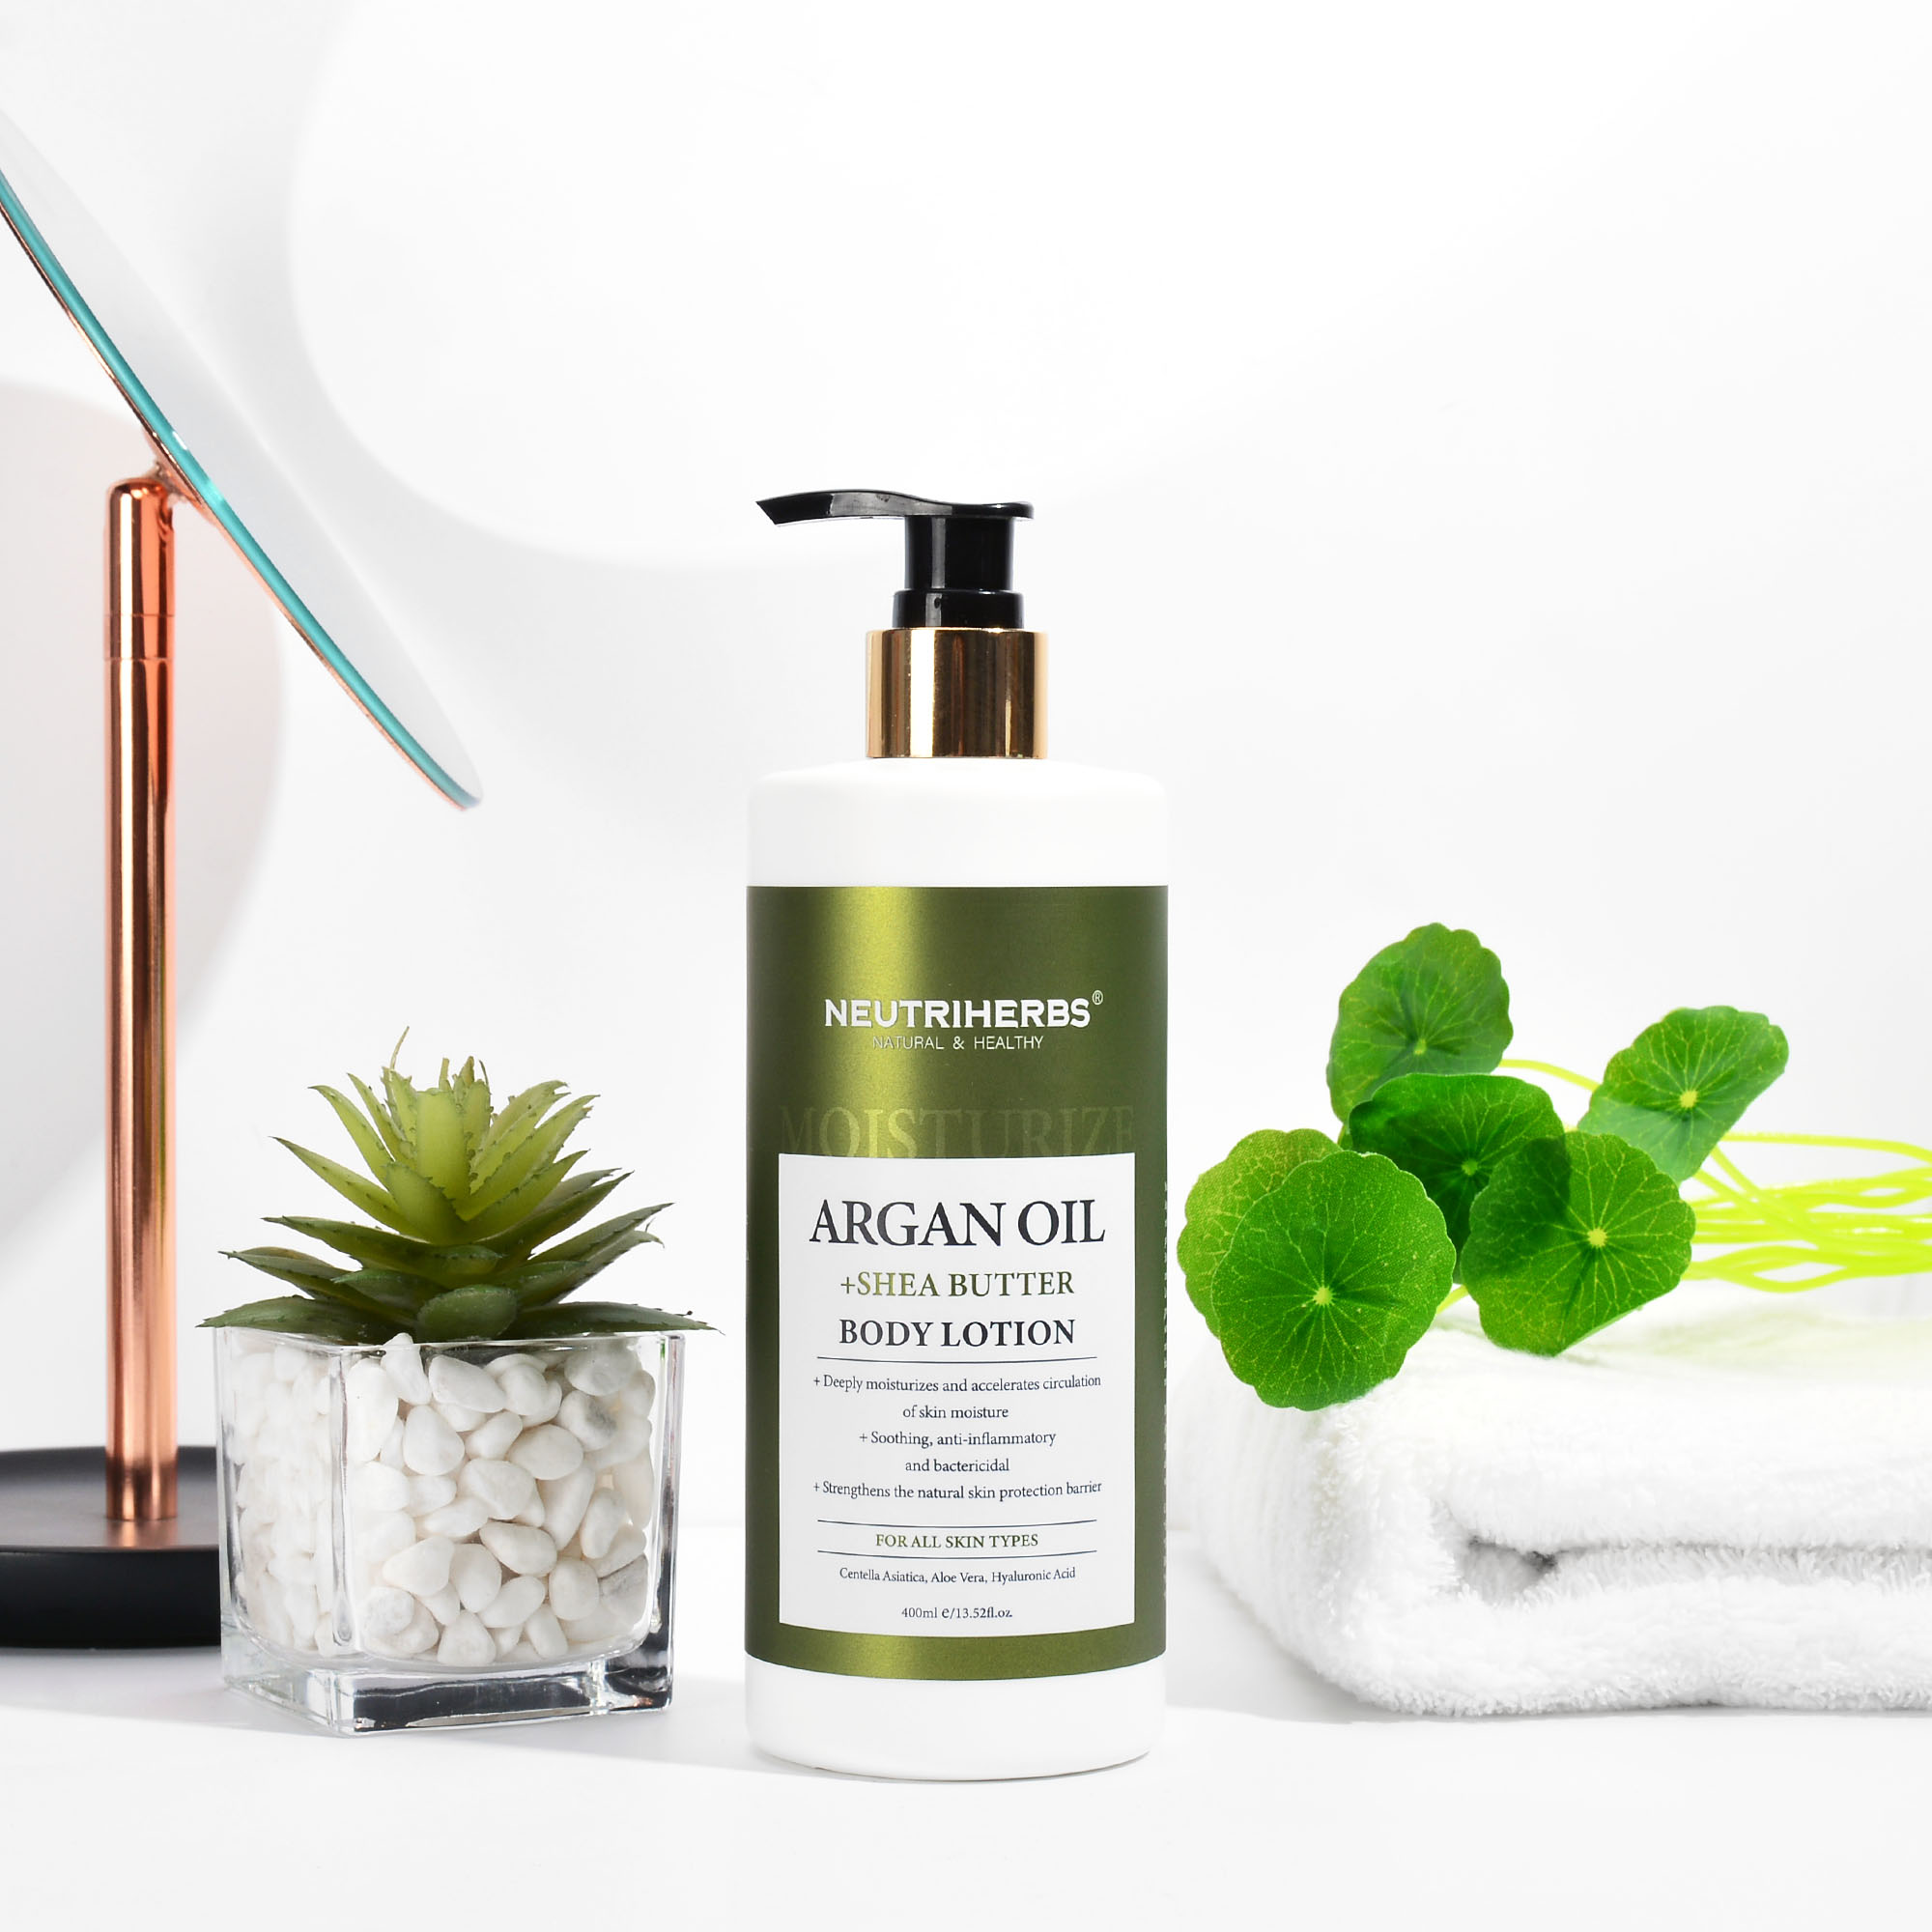 NEUTRIHERBS®
NATURAL & HEALTHY
MOISTURIZE
ARGAN OIL
+SHEA BUTTER
BODY LOTION
+ Deeply moisturizes and accelerates circulation
of skin moisture
+ Soothing, anti-inflammatory
and bactericidal
+ Strengthens the natural skin protection barrier
FOR ALL SKIN TYPES
Centella Asiatica, Aloe Vera, Hyaluronic Acid
400ml e/13.52fl.oz.